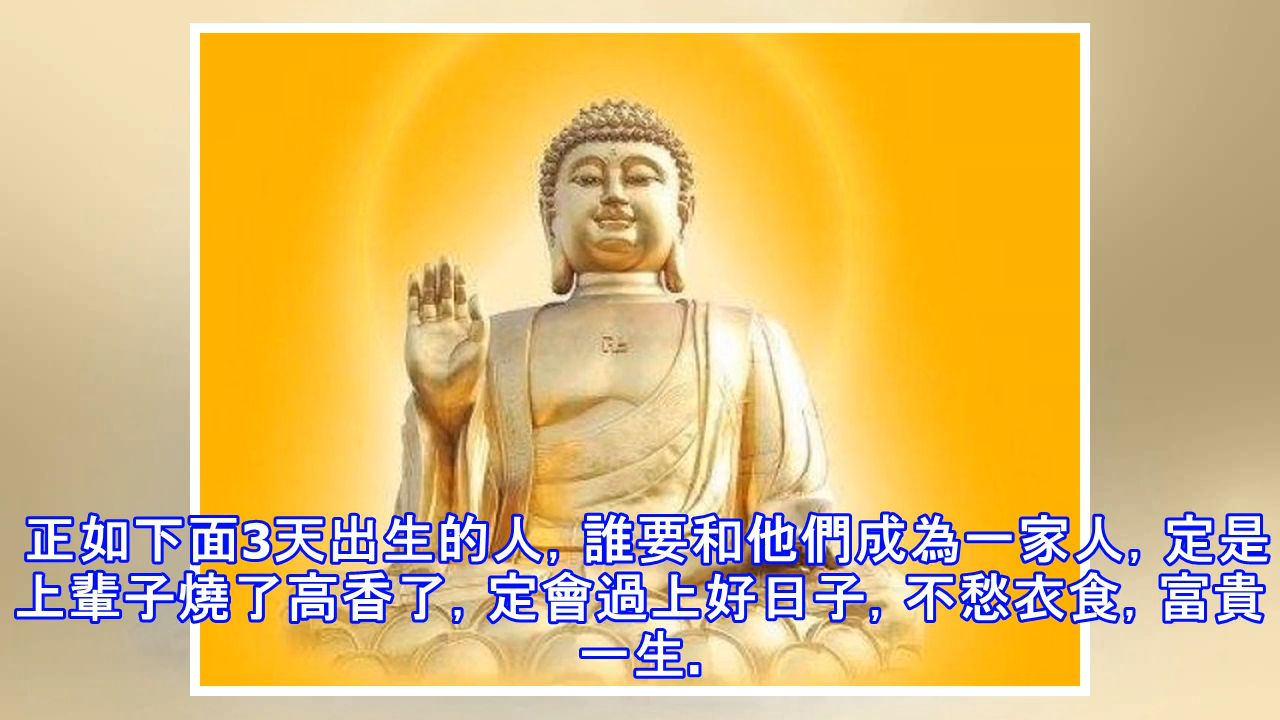 正如下面3天出生的人, 誰要和他們成為一家人, 定是
上輩子燒了高香了, 定會過上好日子, 不愁衣食, 富貴
一生.